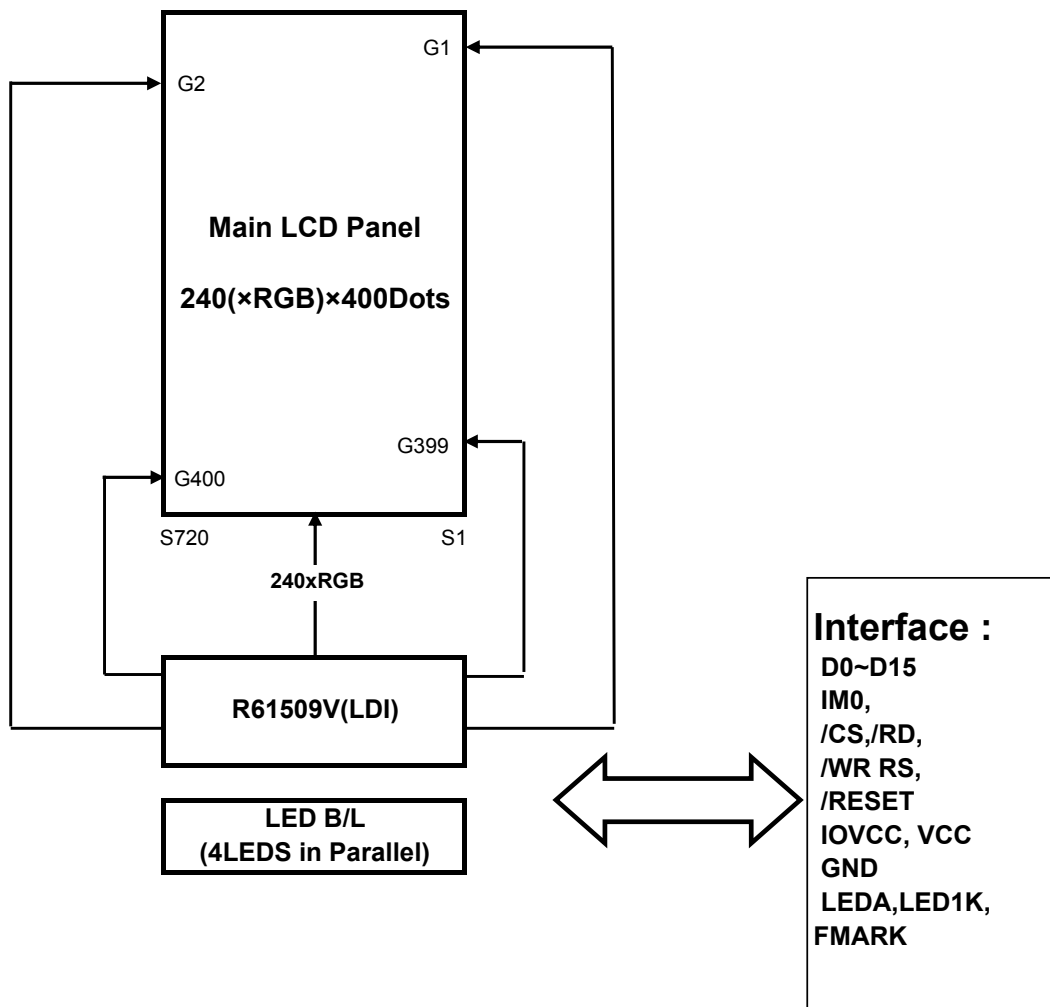 G1
G2
Main LCD Panel
240(×RGB)×400Dots
G399
G400
S720
S1
240xRGB
R61509V(LDI)
LED B/L
(4LEDS in Parallel)
Interface :
D0~D15
IM0,
/CS,/RD,
/WR RS,
/RESET
IOVCC, VCC
GND
LEDA,LED1K,
FMARK